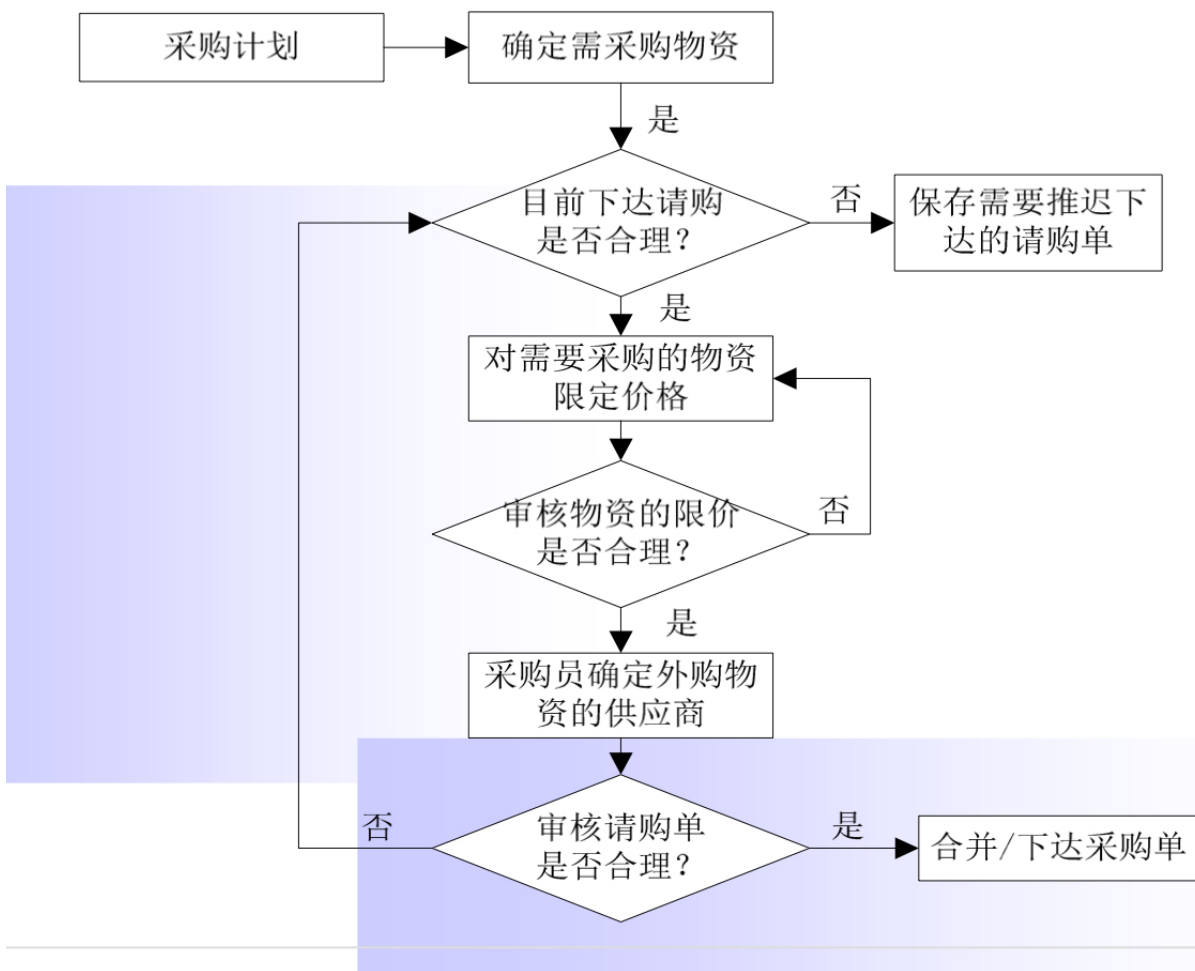 采购计划
确定需采购物资
是
目前下达请购
是否合理？
否
保存需要推迟下
达的请购单
是
对需要采购的物资
限定价格
审核物资的限价
是否合理？
否
是
采购员确定外购物
资的供应商
否
审核请购单
是否合理？
是
合并/下达采购单